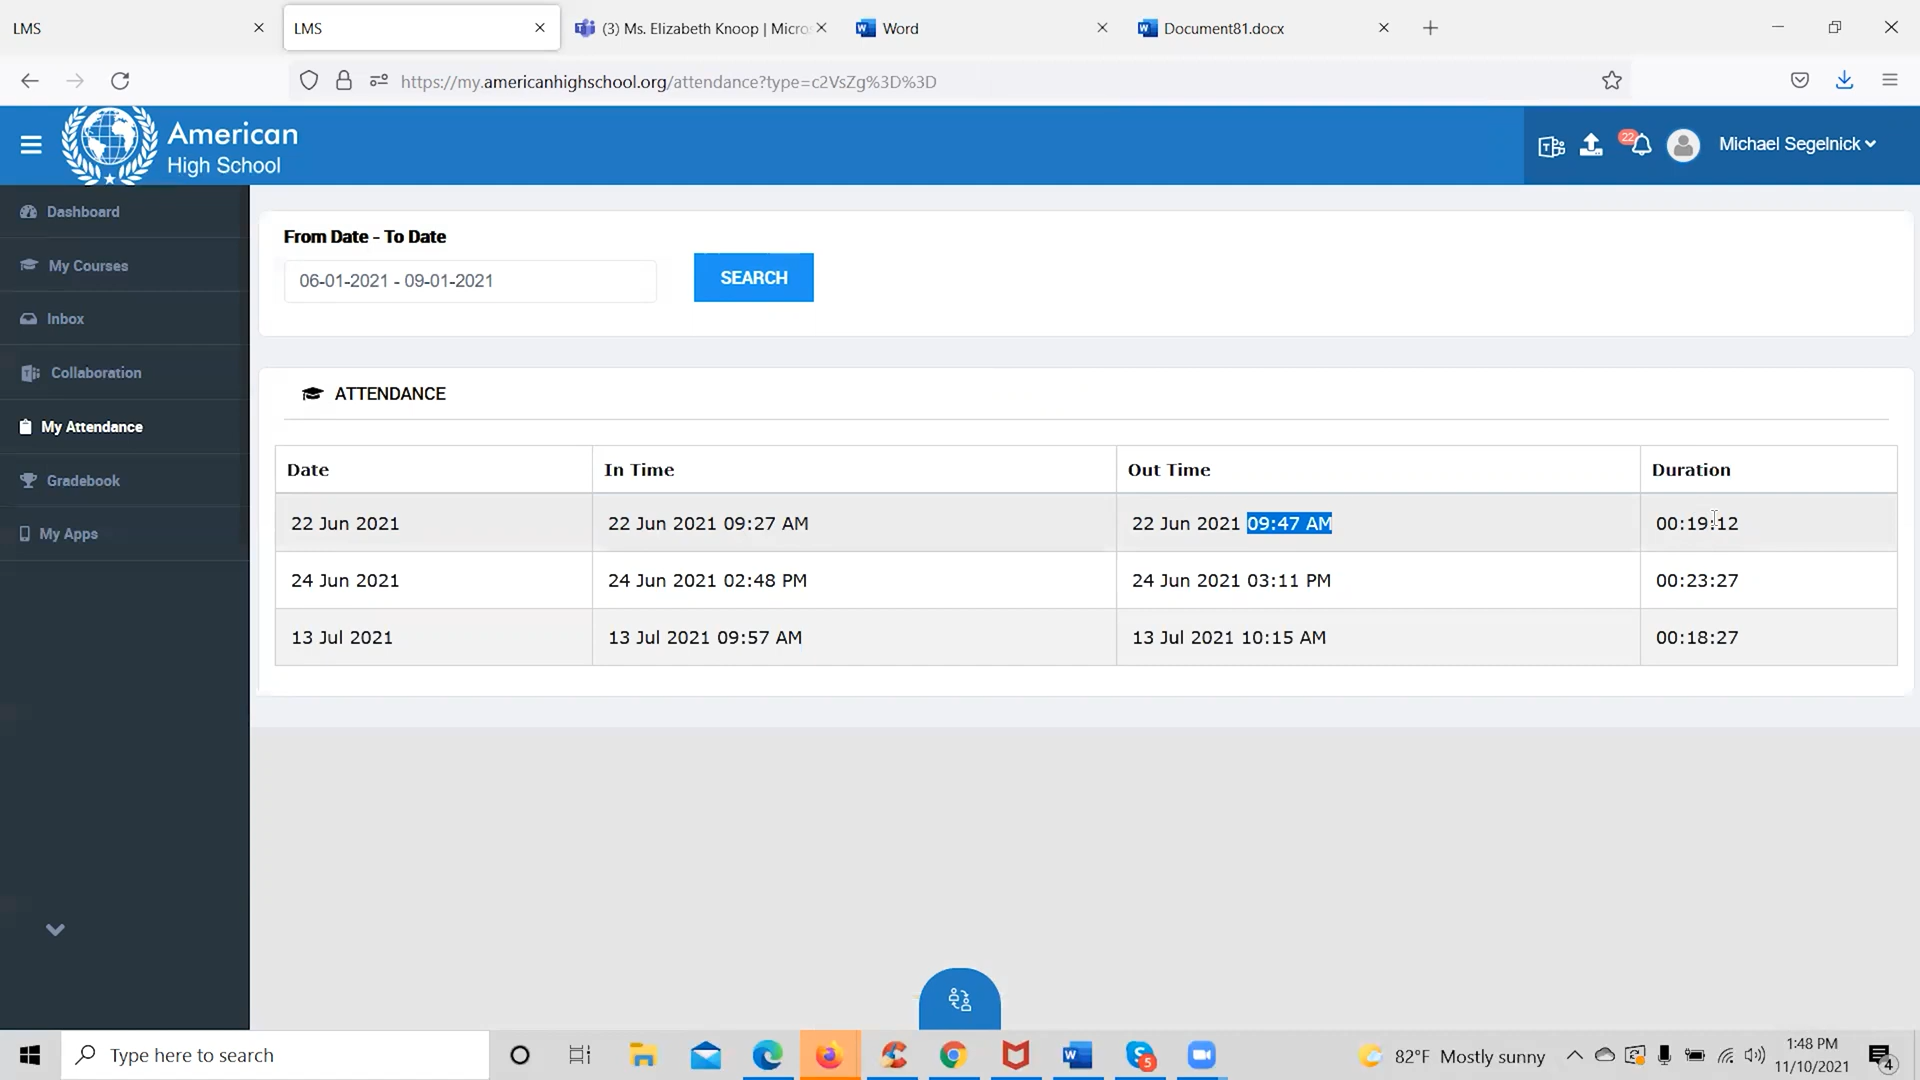 LMS
LMS
(3) Ms. Elizabeth Knoop | Micro
Word
Document81.docx
https://my.americanhighschool.org/attendance?type=c2VsZg%3D%3D
American
High School
22
Michael Segelnick
Dashboard
My Courses
Inbox
Collaboration
My Attendance
Gradebook
My Apps
From Date - To Date
06-01-2021 - 09-01-2021
SEARCH
ATTENDANCE
Date In Time Out Time Duration
22 Jun 2021 22 Jun 2021 09:27 AM 22 Jun 2021 09:47 AM 00:19:12
24 Jun 2021 24 Jun 2021 02:48 PM 24 Jun 2021 03:11 PM 00:23:27
13 Jul 2021 13 Jul 2021 09:57 AM 13 Jul 2021 10:15 AM 00:18:27
Type here to search
5
82°F Mostly sunny
1:48 PM
11/10/2021
4